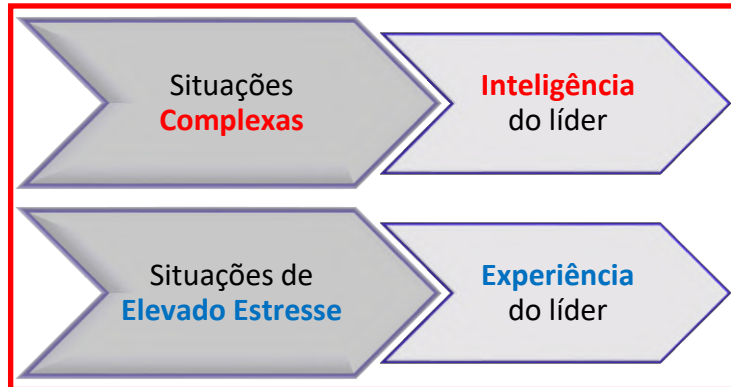 Situações
Complexas
Inteligência
do líder
Situações de
Elevado Estresse
Experiência
do líder